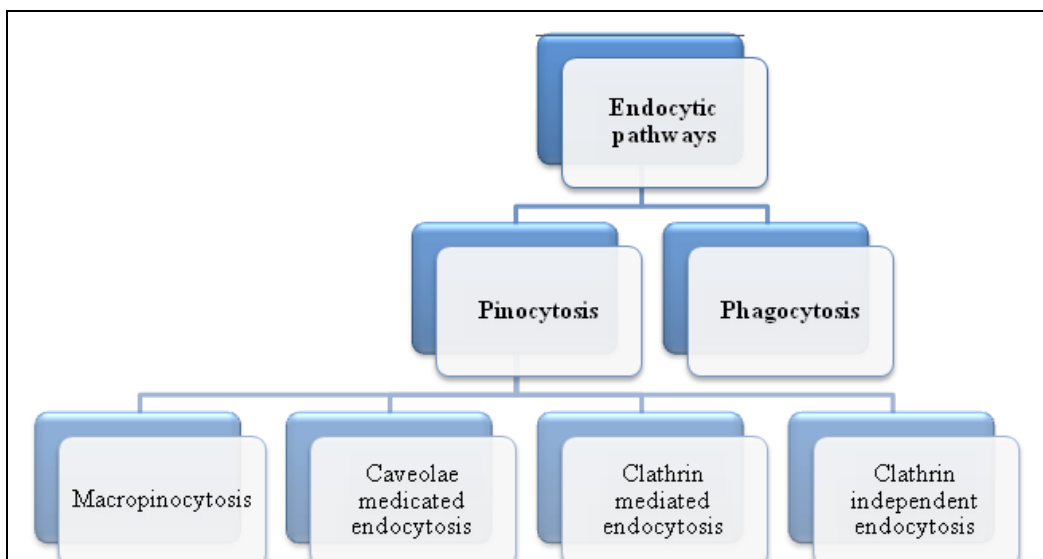 Endocytic
pathways
Pinocytosis
Phagocytosis
Macropinocytosis
Caveolae
medicated
endocytosis
Clathrin
mediated
endocytosis
Clathrin
independent
endocytosis